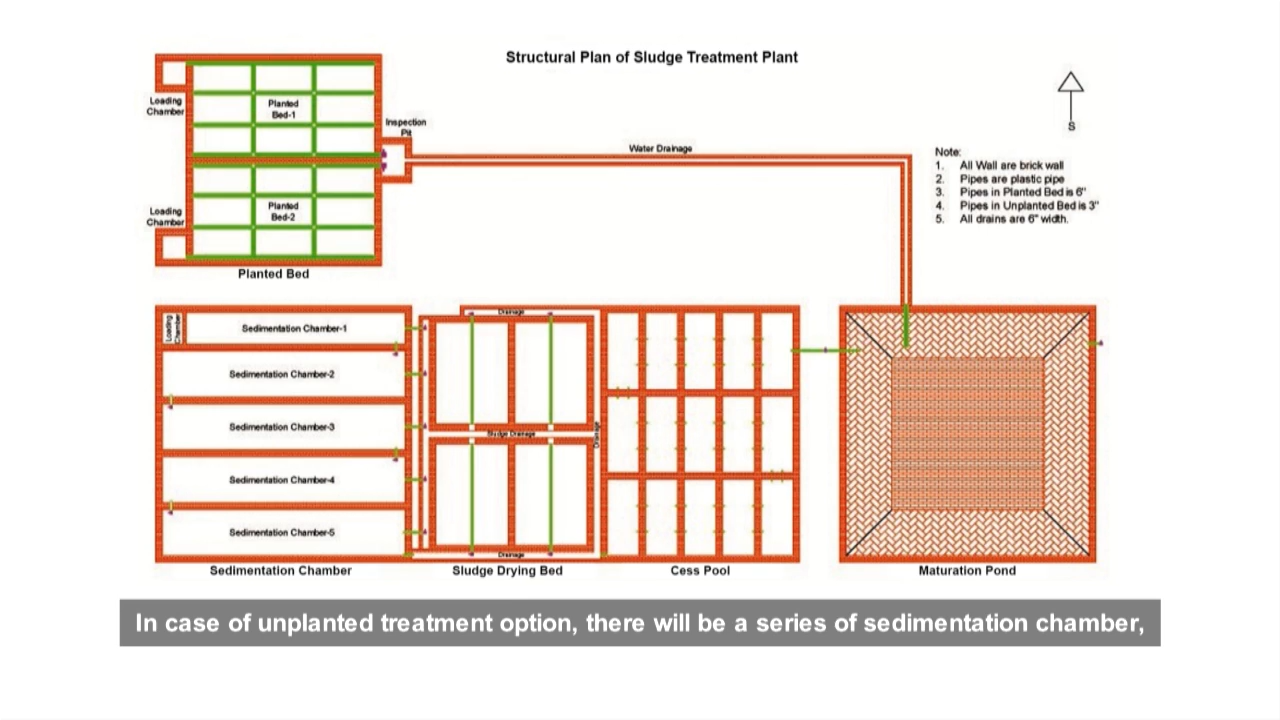 Structural Plan of Sludge Treatment Plant
Loading
Chamber
Planted
Bed-1
Inspection
Pit
Water Drainage
S
Note:
1. All Wall are brick wall
2. Pipes are plastic pipe
3. Pipes in Planted Bed is 6"
4. Pipes in Unplanted Bed is 3"
5. All drains are 6" width.
Loading
Chamber
Planted
Bed-2
Planted Bed
Loading
Chamber
Sedimentation Chamber-1
Sedimentation Chamber-2
Sedimentation Chamber-3
Sedimentation Chamber-4
Sedimentation Chamber-5
Drainage
Sludge Drainage
Drainage
Drainage
Sedimentation Chamber
Sludge Drying Bed
Cess Pool
Maturation Pond
In case of unplanted treatment option, there will be a series of sedimentation chamber,